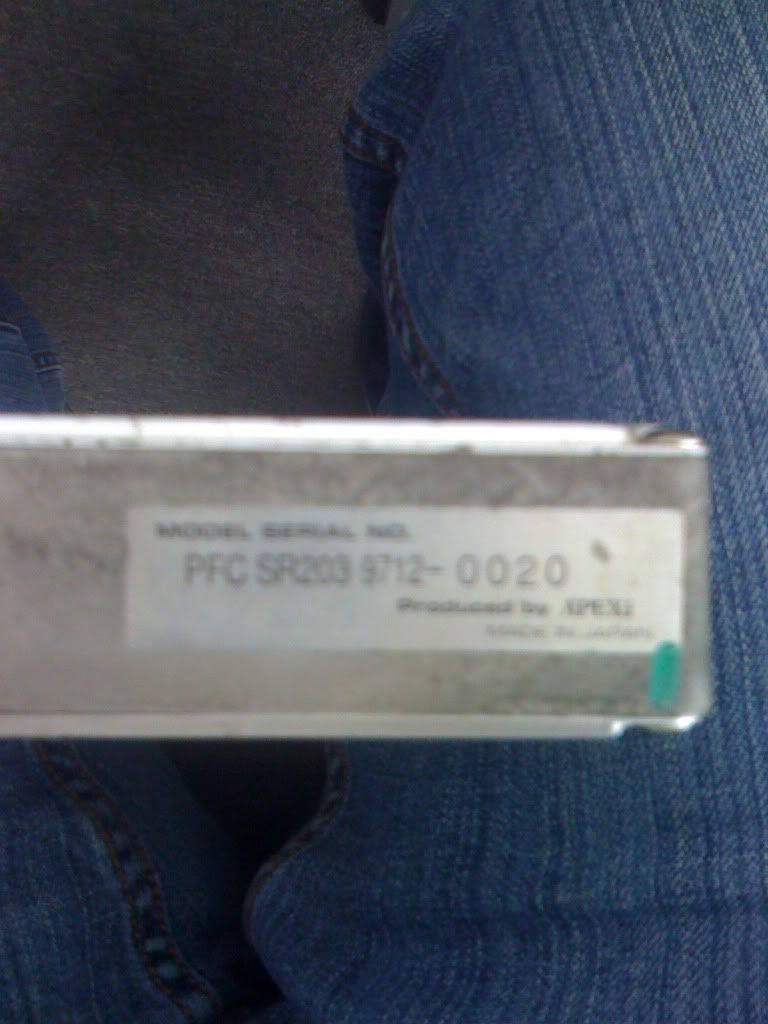 MODEL SERIAL NO.
PFC SR203 9712-0020
Produced by APEXi
MADE IN JAPAN